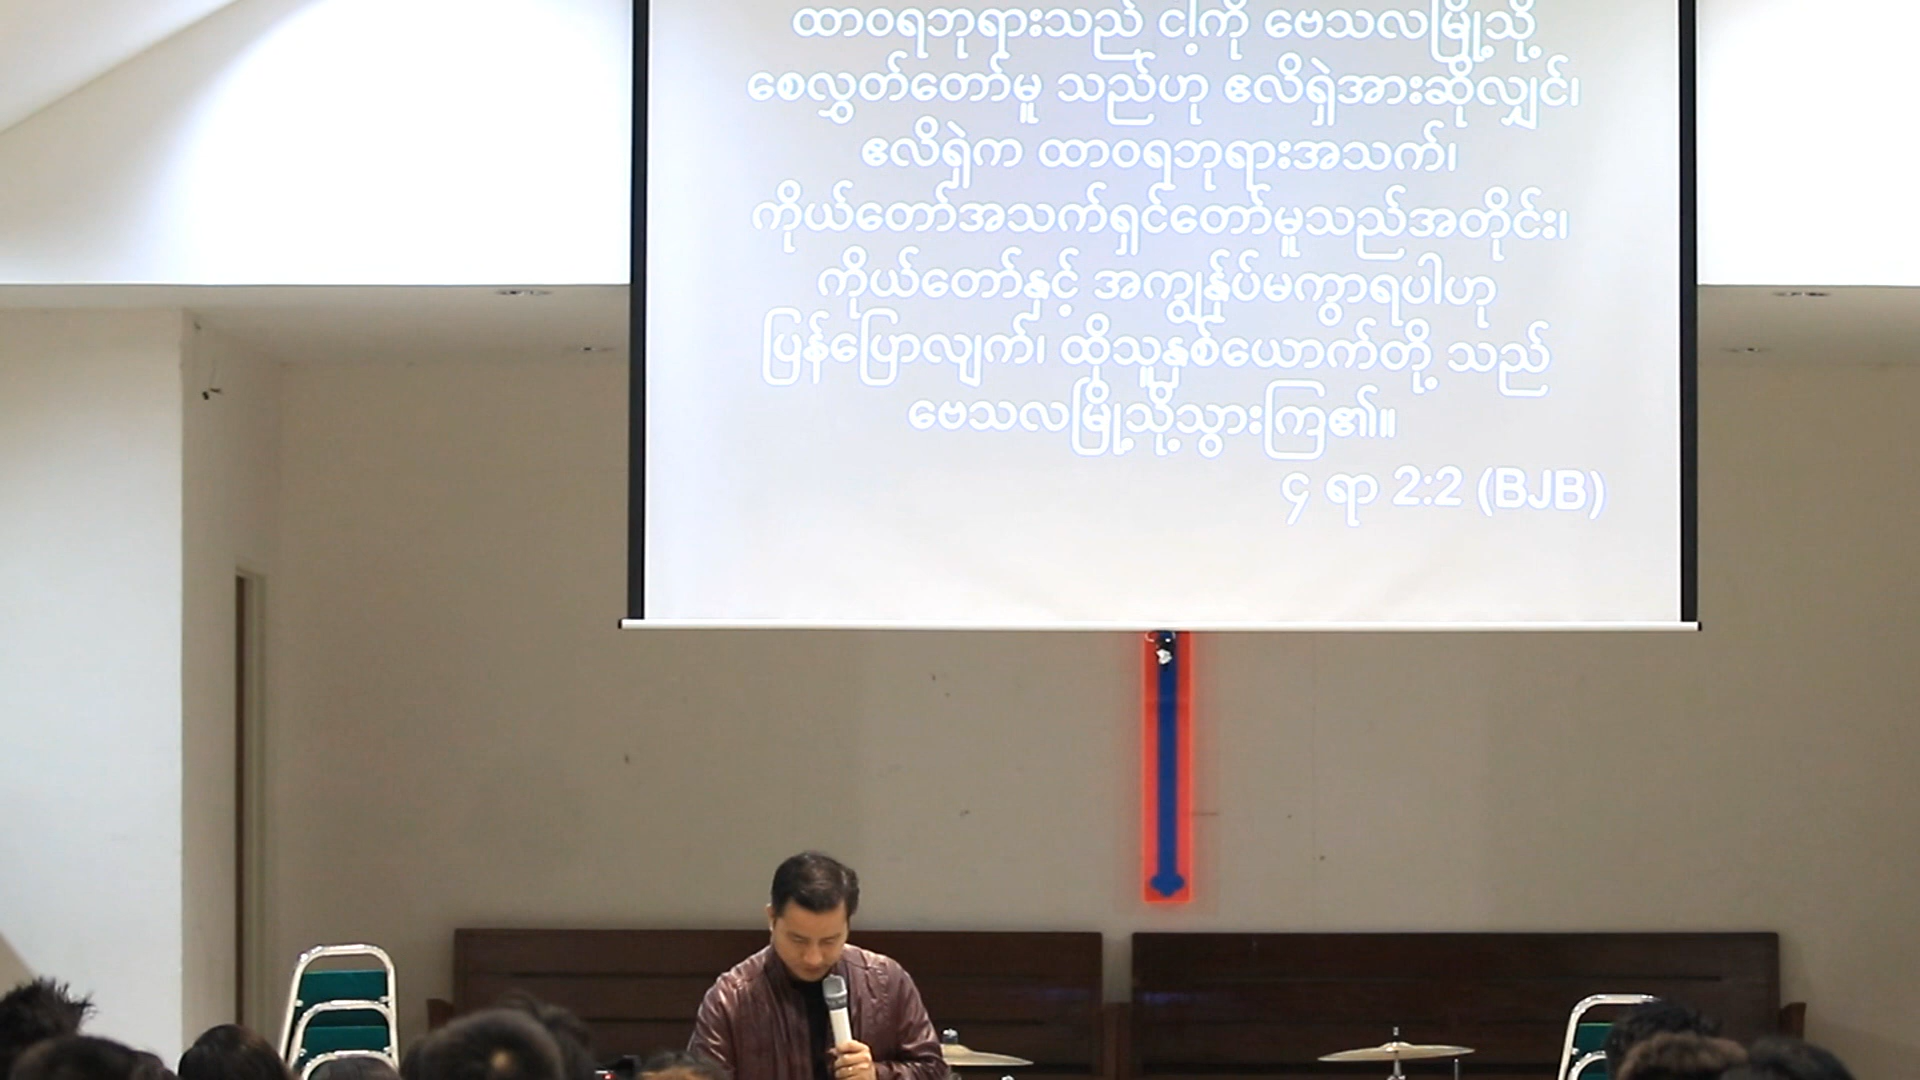 ထာဝရဘုရားသည် ငါ့ကို ဗေသလမြို့သို့
စေလွှတ်တော်မူ သည်ဟု ဧလိရှဲအားဆိုလျှင်၊
ဧလိရှဲက ထာဝရဘုရားအသက်၊
ကိုယ်တော်အသက်ရှင်တော်မူသည်အတိုင်း၊
ကိုယ်တော်နှင့် အကျွန်ုပ်မကွာရပါဟု
ပြန်ပြောလျက်၊ ထိုသူနှစ်ယောက်တို့ သည်
ဗေသလမြို့သို့သွားကြ၏။
၄ ရာ 2:2 (BJB)